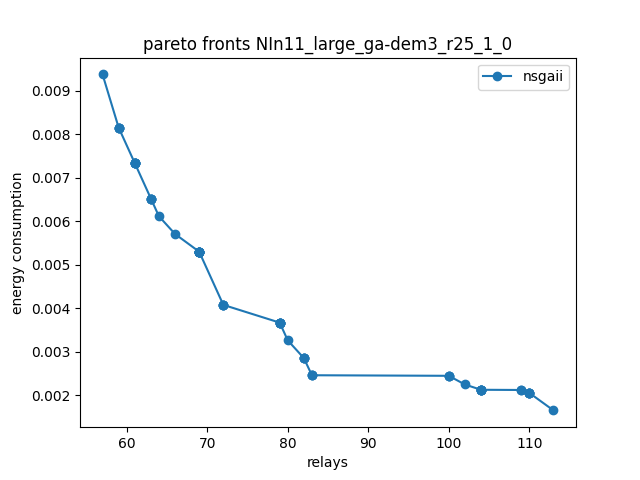 pareto fronts NIn11_large_ga-dem3_r25_1_0
nsgaii
energy consumption
0.009
0.008
0.007
0.006
0.005
0.004
0.003
0.002
60 70 80 90 100 110
relays